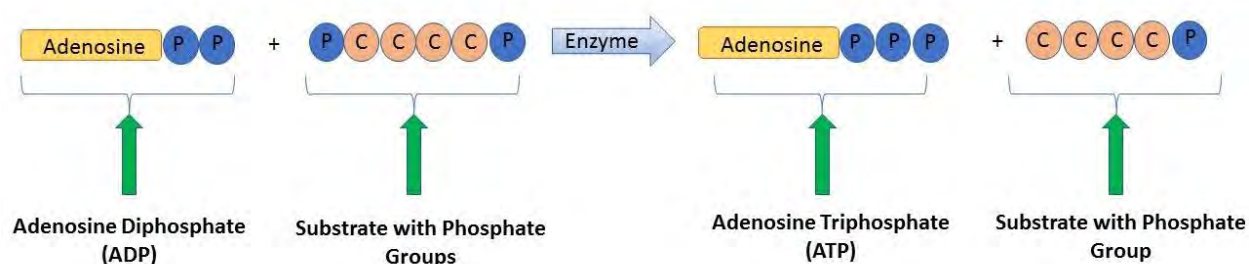 Adenosine P P + P C C C C P Enzyme Adenosine P P P + C C C C P
Adenosine Diphosphate
(ADP)
Substrate with Phosphate
Groups
Adenosine Triphosphate
(ATP)
Substrate with Phosphate
Group